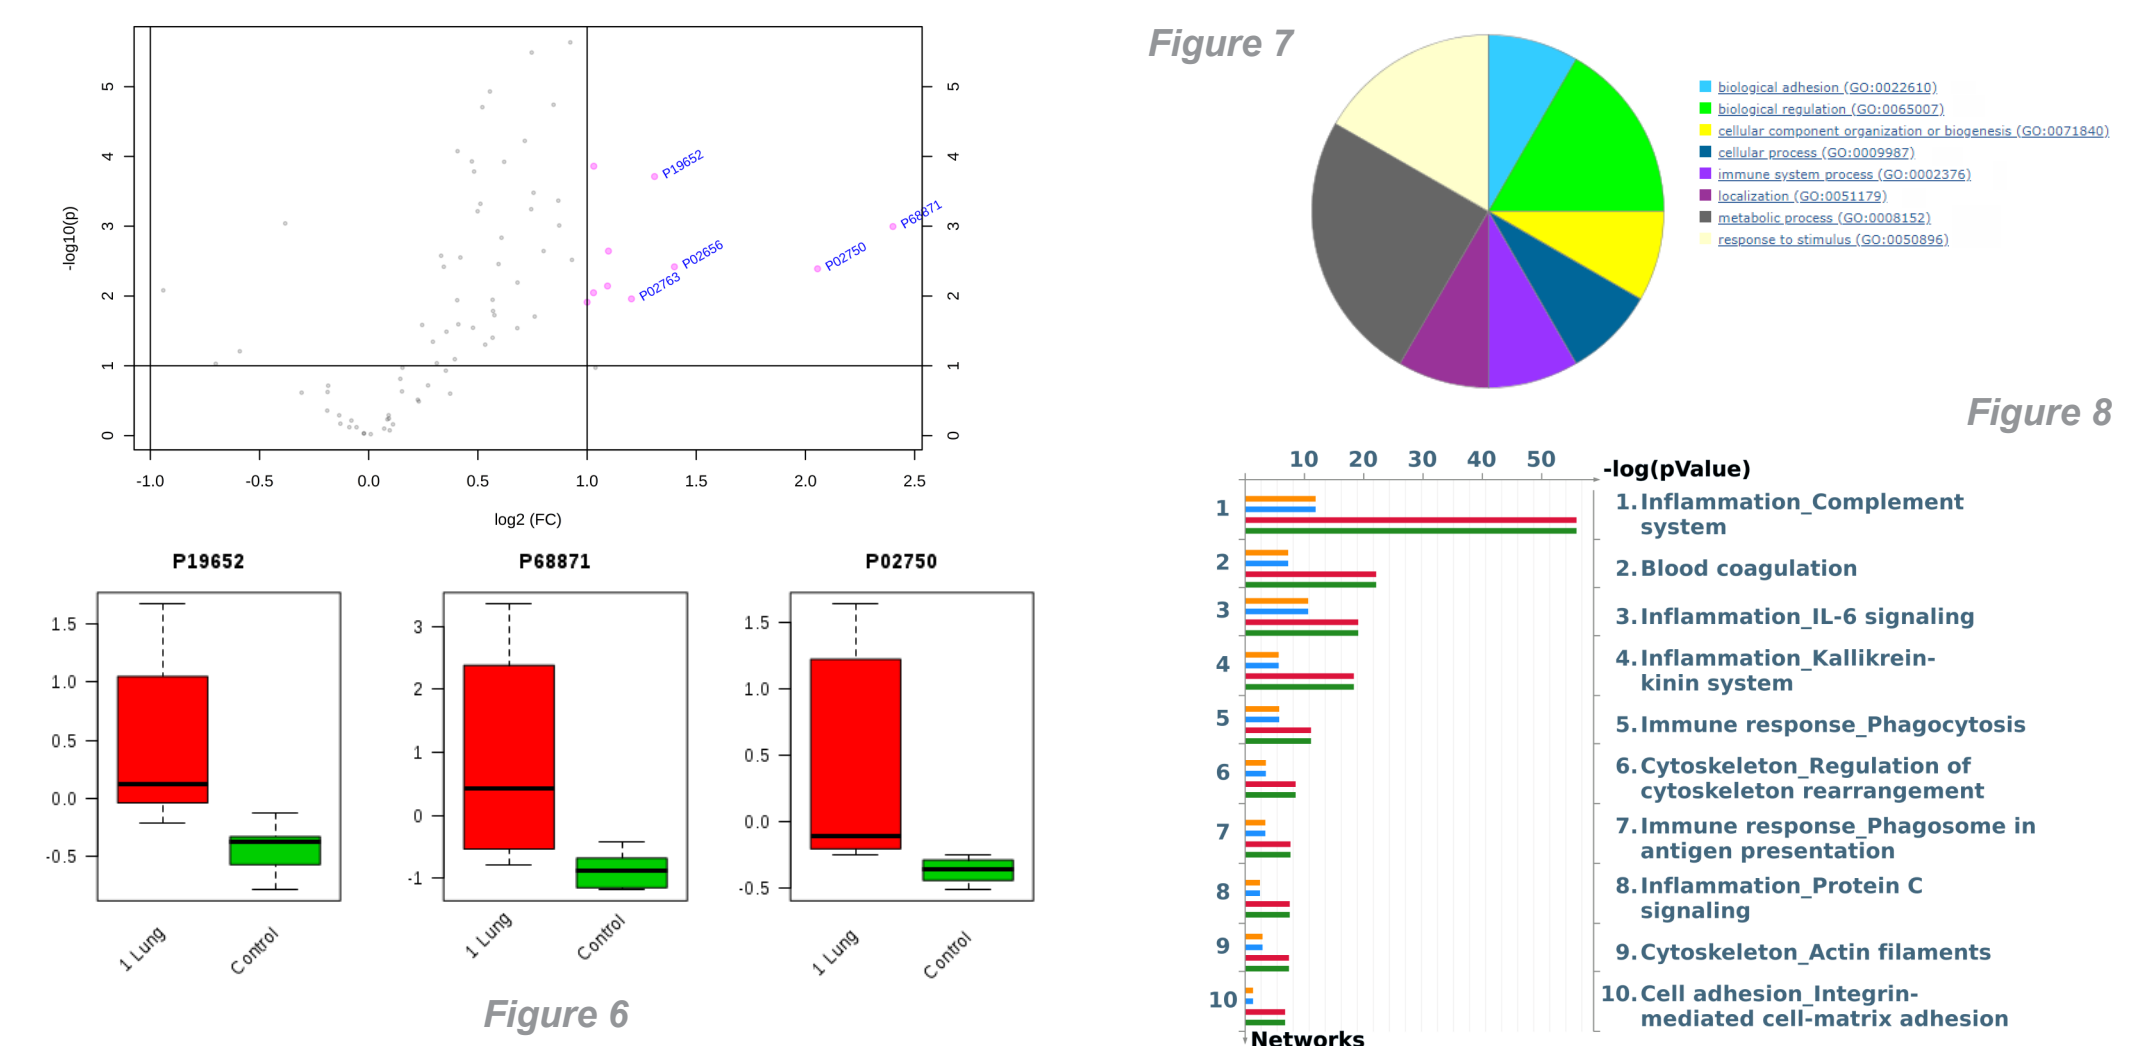 5
4
3
2
1
0
-log10(p)
5
4
3
2
1
0
P19652
P68871
P02750
P02656
P02763
-1.0
-0.5
0.0
0.5
1.0
1.5
2.0
2.5
log2 (FC)
P19652
1.5
1.0
0.5
0.0
-0.5
1 Lung
Control
P68871
3
2
1
0
-1
1 Lung
Control
P02750
1.5
1.0
0.5
0.0
-0.5
1 Lung
Control
Figure 6
Figure 7
biological adhesion (GO:0022610)
biological regulation (GO:0065007)
cellular component organization or biogenesis (GO:0071840)
cellular process (GO:0009987)
immune system process (GO:0002376)
localization (GO:0051179)
metabolic process (GO:0008152)
response to stimulus (GO:0050896)
Figure 8
10 20 30 40 50
-log(pValue)
1
2
3
4
5
6
7
8
9
10
Networks
1. Inflammation_Complement
system
2. Blood coagulation
3. Inflammation_IL-6 signaling
4. Inflammation_Kallikrein-
kinin system
5. Immune response_Phagocytosis
6. Cytoskeleton_Regulation of
cytoskeleton rearrangement
7. Immune response_Phagosome in
antigen presentation
8. Inflammation_Protein C
signaling
9. Cytoskeleton_Actin filaments
10. Cell adhesion_Integrin-
mediated cell-matrix adhesion